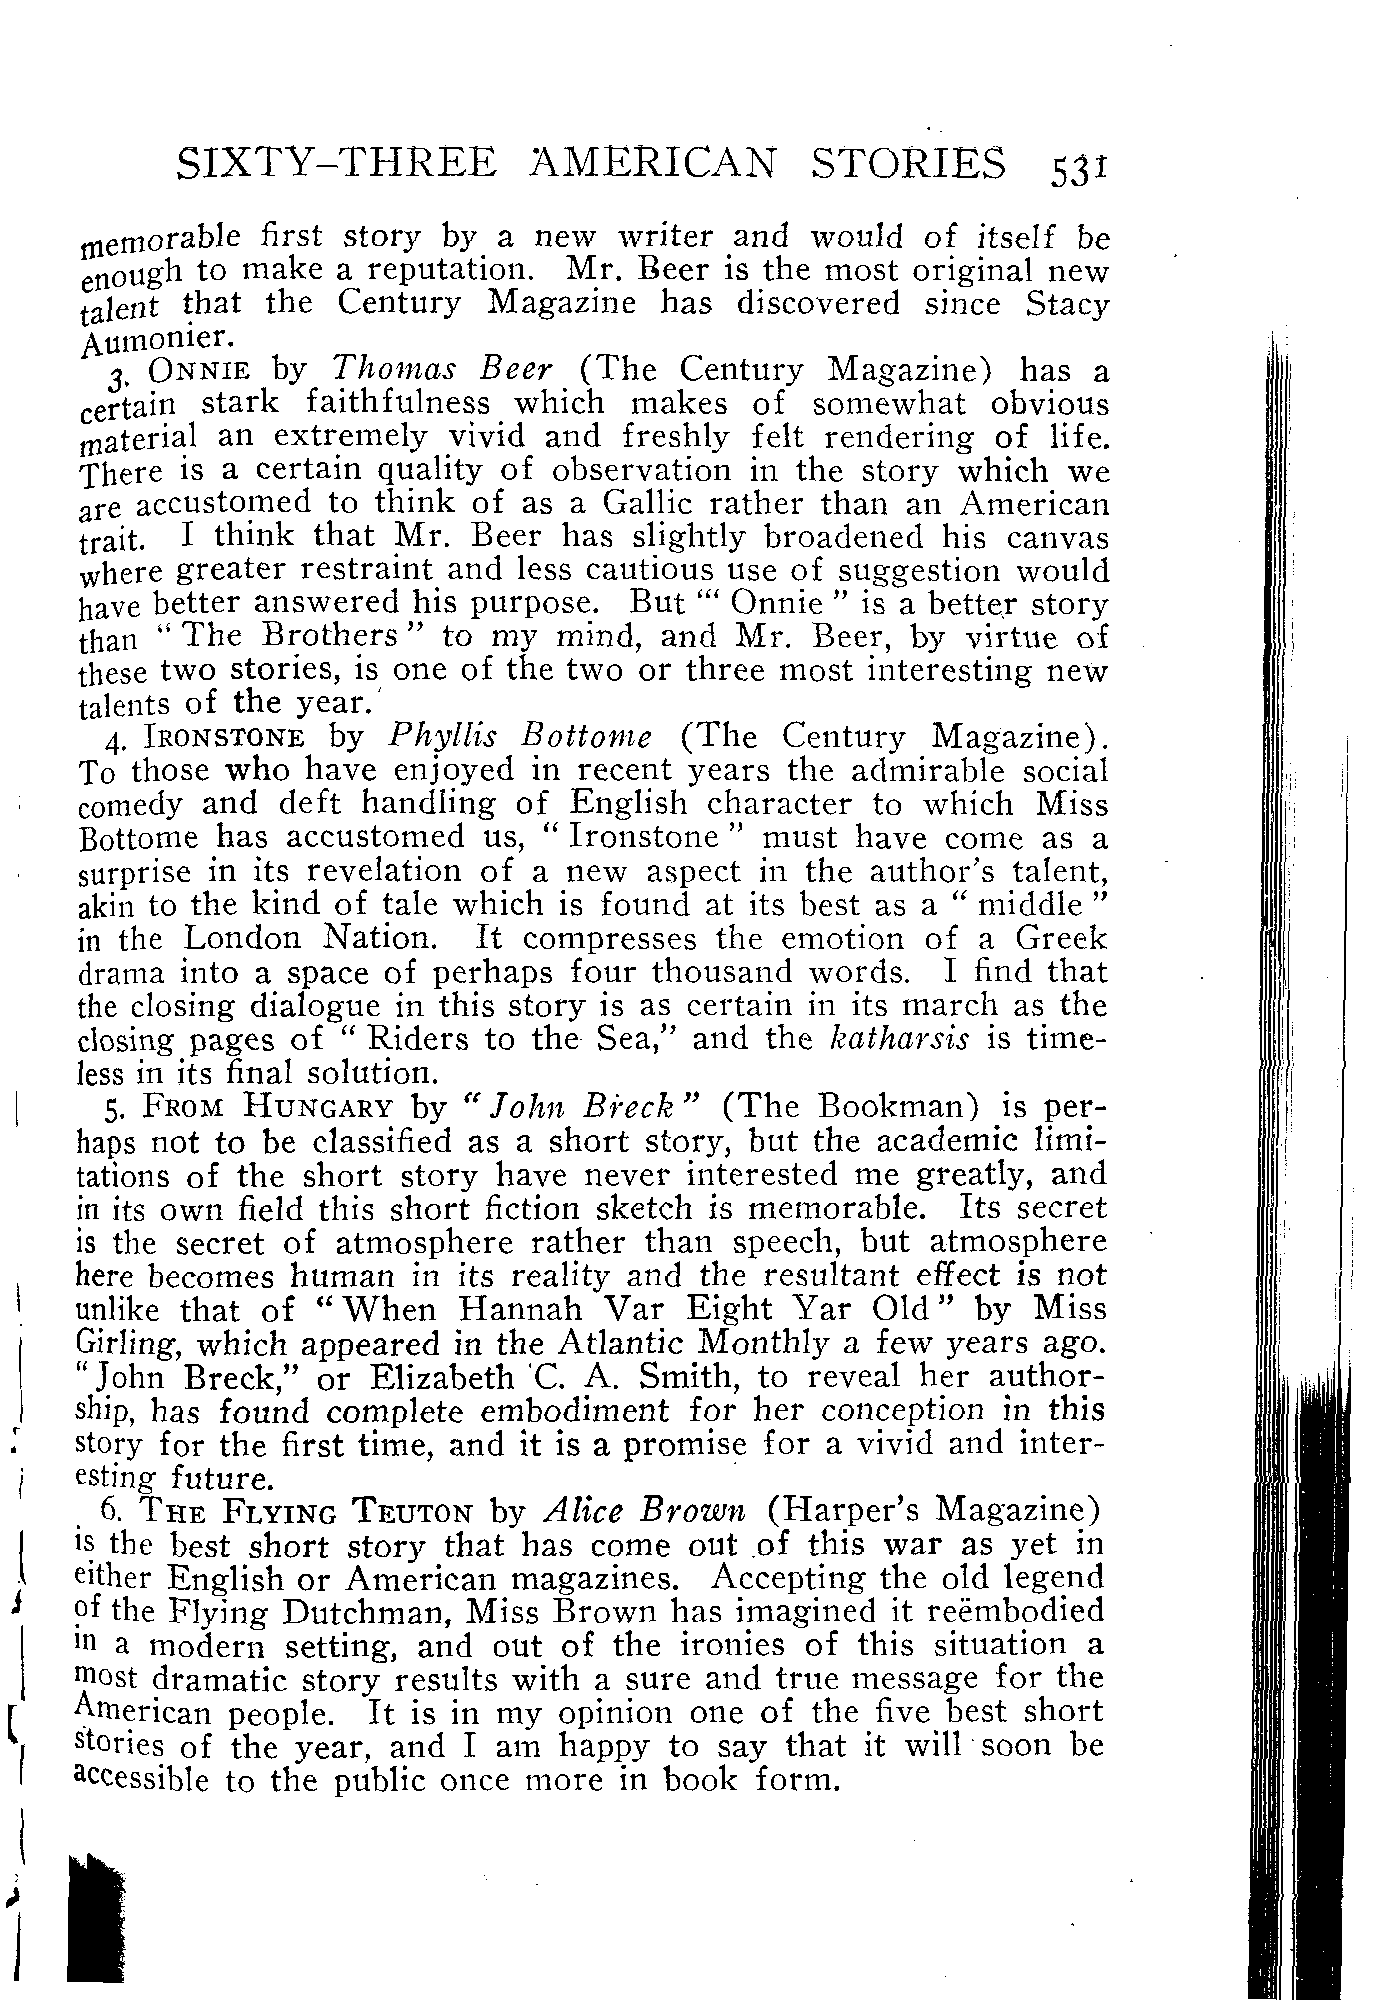 SIXTY-THREE AMERICAN STORIES 531
memorable first story by a new writer and would of itself be
enough to make a reputation. Mr. Beer is the most original new
talent that the Century Magazine has discovered since Stacy
Aumonier.
3. ONNIE by Thomas Beer (The Century Magazine) has a
certain stark faithfulness which makes of somewhat obvious
material an extremely vivid and freshly felt rendering of life.
There is a certain quality of observation in the story which we
are accustomed to think of as a Gallic rather than an American
trait. I think that Mr. Beer has slightly broadened his canvas
where greater restraint and less cautious use of suggestion would
have better answered his purpose. But "' Onnie " is a better story
than " The Brothers " to my mind, and Mr. Beer, by virtue of
these two stories, is one of the two or three most interesting new
talents of the year.
4. IRONSTONE by Phyllis Bottome (The Century Magazine).
To those who have enjoyed in recent years the admirable social
comedy and deft handling of English character to which Miss
Bottome has accustomed us, " Ironstone " must have come as a
surprise in its revelation of a new aspect in the author's talent,
akin to the kind of tale which is found at its best as a " middle "
in the London Nation. It compresses the emotion of a Greek
drama into a space of perhaps four thousand words. I find that
the closing dialogue in this story is as certain in its march as the
closing pages of " Riders to the Sea," and the katharsis is time-
less in its final solution.
5. FROM HUNGARY by " John Breck " (The Bookman) is per-
haps not to be classified as a short story, but the academic limi-
tations of the short story have never interested me greatly, and
in its own field this short fiction sketch is memorable. Its secret
is the secret of atmosphere rather than speech, but atmosphere
here becomes human in its reality and the resultant effect is not
unlike that of " When Hannah Var Eight Yar Old " by Miss
Girling, which appeared in the Atlantic Monthly a few years ago.
" John Breck," or Elizabeth C. A. Smith, to reveal her author-
ship, has found complete embodiment for her conception in this
story for the first time, and it is a promise for a vivid and inter-
esting future.
6. THE FLYING TEUTON by Alice Brown (Harper's Magazine)
is the best short story that has come out of this war as yet in
either English or American magazines. Accepting the old legend
of the Flying Dutchman, Miss Brown has imagined it reëmbodied
in a modern setting, and out of the ironies of this situation a
most dramatic story results with a sure and true message for the
American people. It is in my opinion one of the five best short
stories of the year, and I am happy to say that it will soon be
accessible to the public once more in book form.